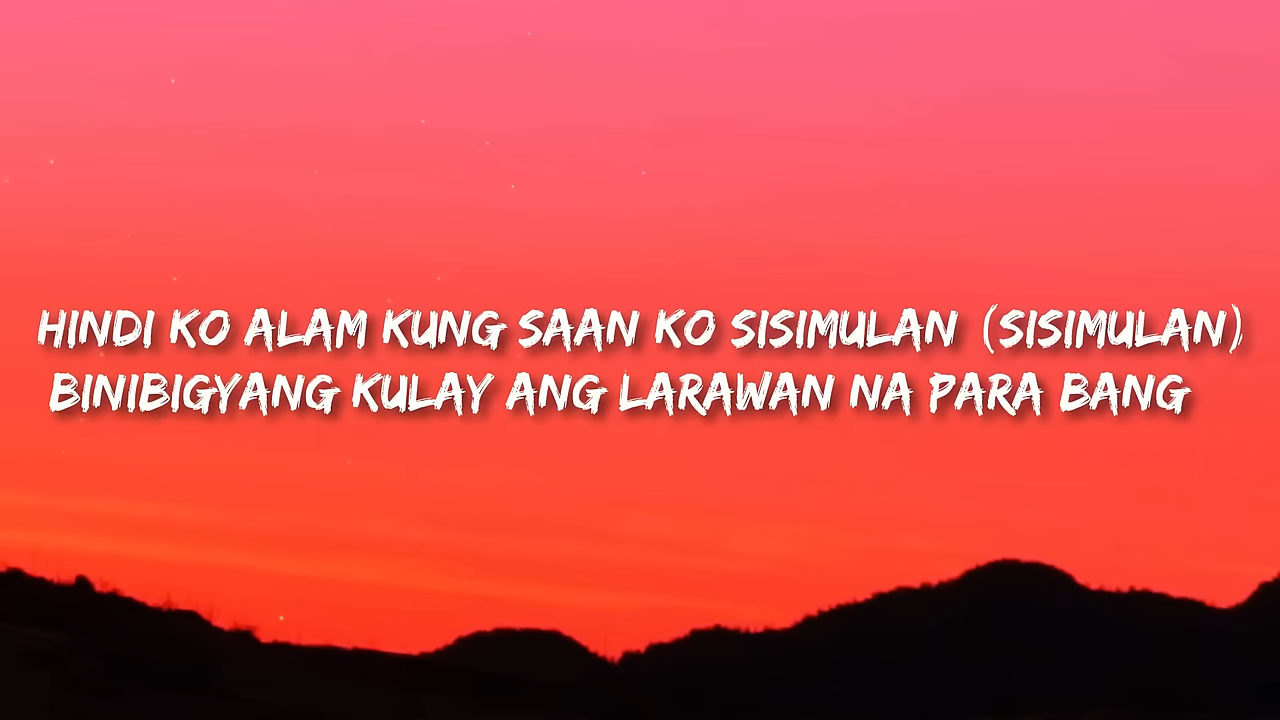 HINDI KO ALAM KUNG SAAN KO SISIMULAN (SISIMULAN)
BINIBIGYANG KULAY ANG LARAWAN NA PARA BANG